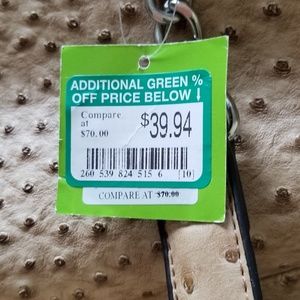 ADDITIONAL GREEN %
OFF PRICE BELOW ↓
Compare
at
$70.00
$39.94
260 539 824 515 6 [10]
COMPARE AT $70.00